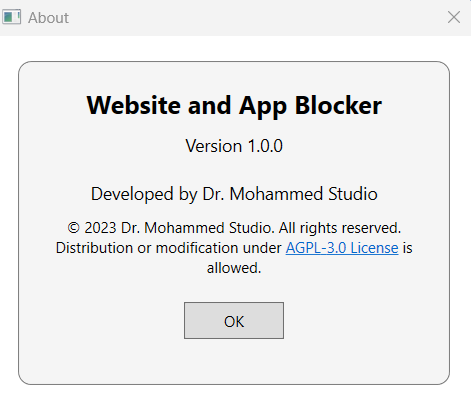 About
Website and App Blocker
Version 1.0.0
Developed by Dr. Mohammed Studio
© 2023 Dr. Mohammed Studio. All rights reserved.
Distribution or modification under AGPL-3.0 License is
allowed.
OK